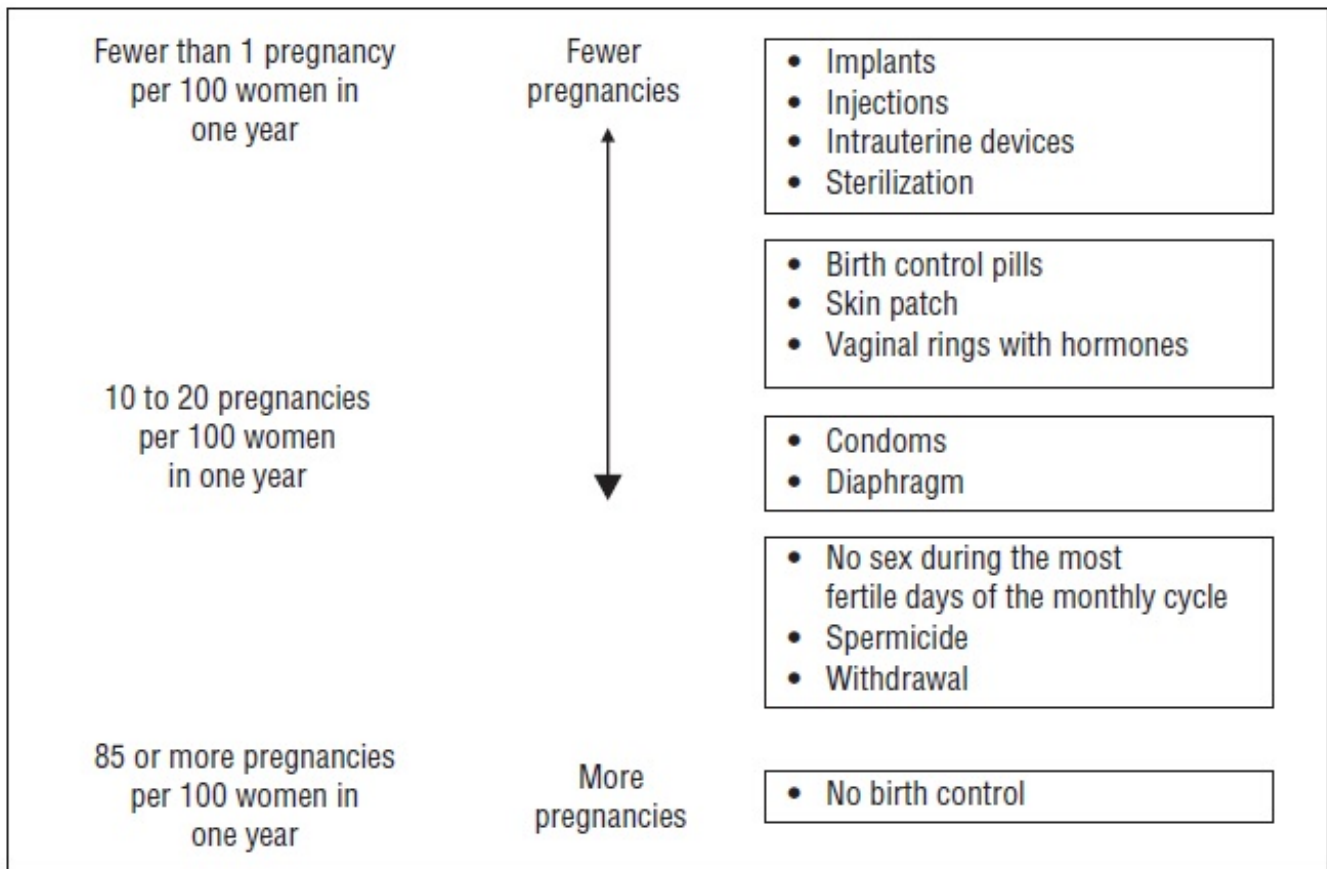 Fewer than 1 pregnancy
per 100 women in
one year
Fewer
pregnancies
• Implants
• Injections
• Intrauterine devices
• Sterilization
• Birth control pills
• Skin patch
• Vaginal rings with hormones
10 to 20 pregnancies
per 100 women
in one year
• Condoms
• Diaphragm
• No sex during the most
fertile days of the monthly cycle
• Spermicide
• Withdrawal
85 or more pregnancies
per 100 women in
one year
More
pregnancies
• No birth control